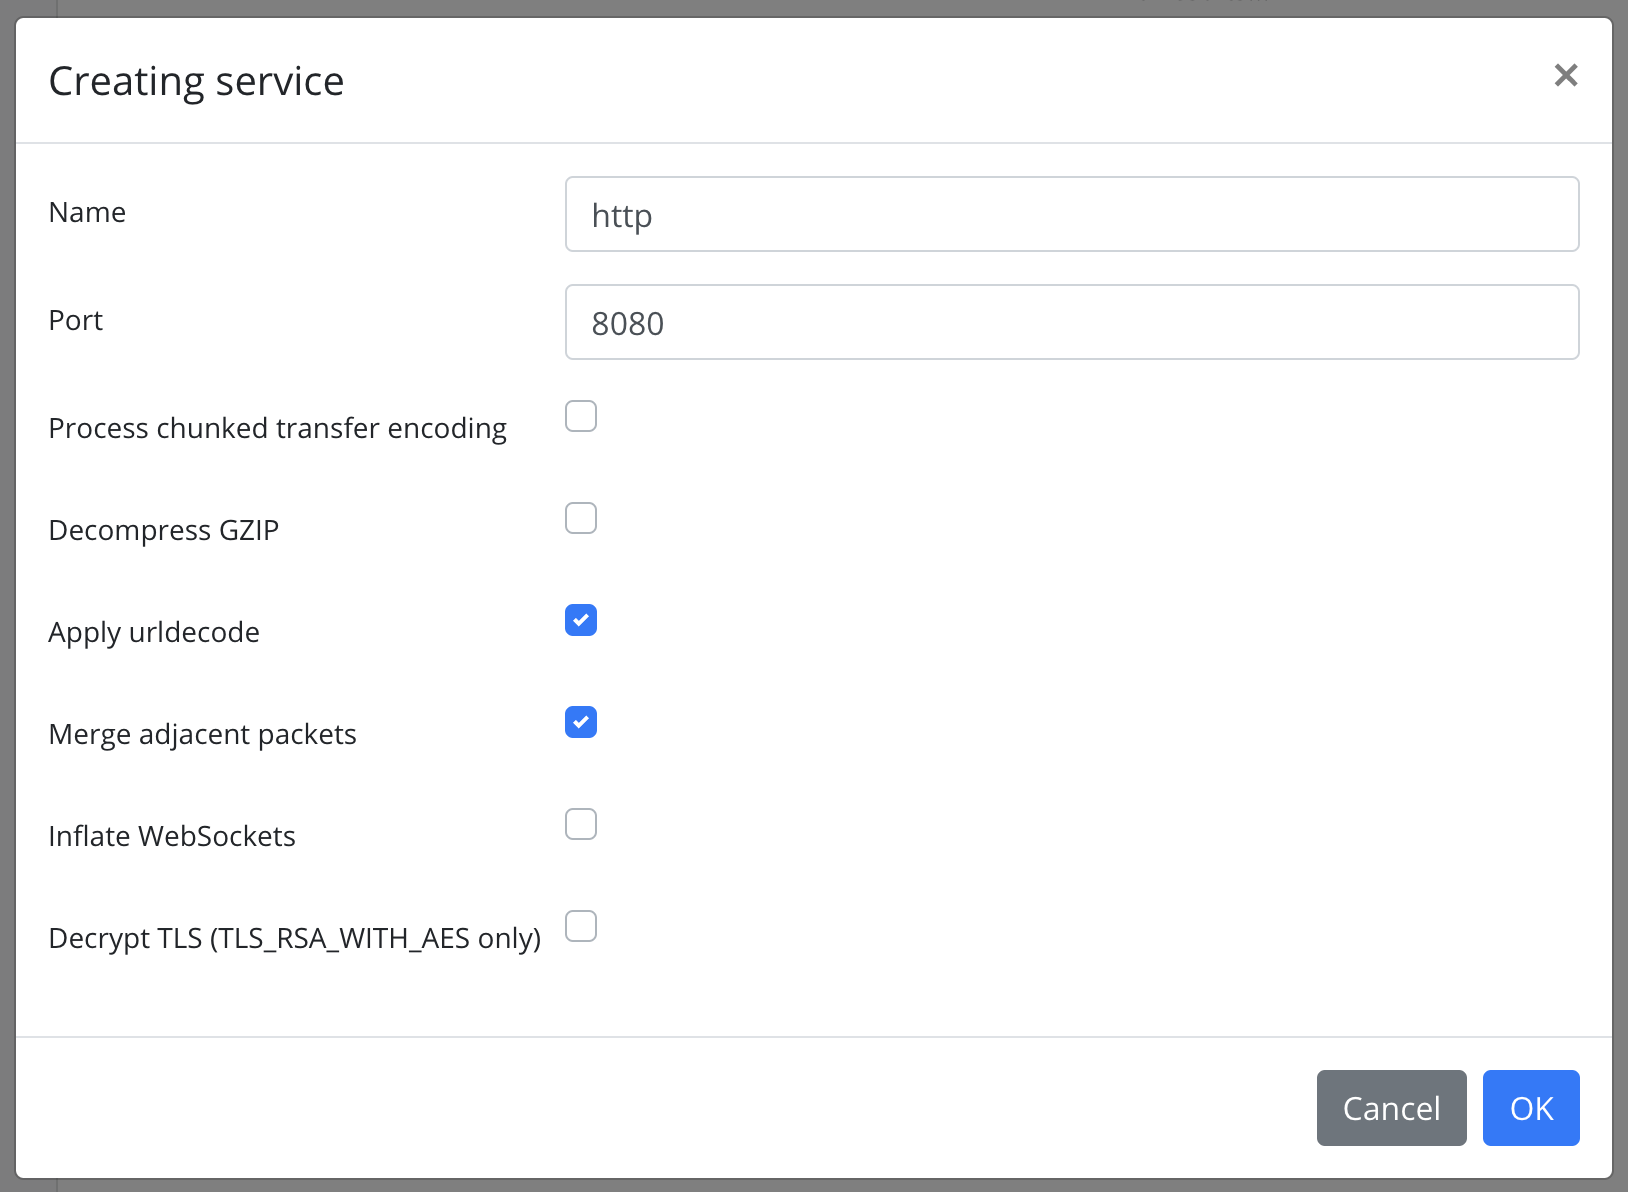 Creating service
Name
http
Port
8080
Process chunked transfer encoding
Decompress GZIP
Apply urldecode
Merge adjacent packets
Inflate WebSockets
Decrypt TLS (TLS_RSA_WITH_AES only)
Cancel
OK